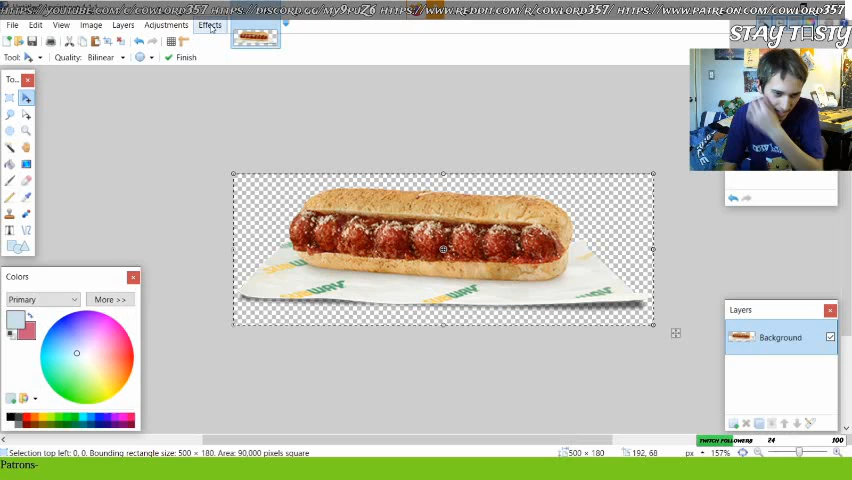 HTTPS://YOUTUBE.COM/C/COWLORD357 HTTPS://DISCORD.GG/MY9PUZ6 HTTPS://WWW.REDDIT.COM/R/COWLORD357/ HTTPS://WWW.PATREON.COM/COWLORD357
File Edit View Image Layers Adjustments Effects
STAY T□STY
Tool: Quality: Bilinear Finish
To...
SUBWAY
Colors
Primary More >>
Layers
Background
TWITCH FOLLOWERS 24 100
Selection top left: 0, 0. Bounding rectangle size: 500 × 180. Area: 90,000 pixels square 500 × 180 192, 68 px 157%
Patrons-